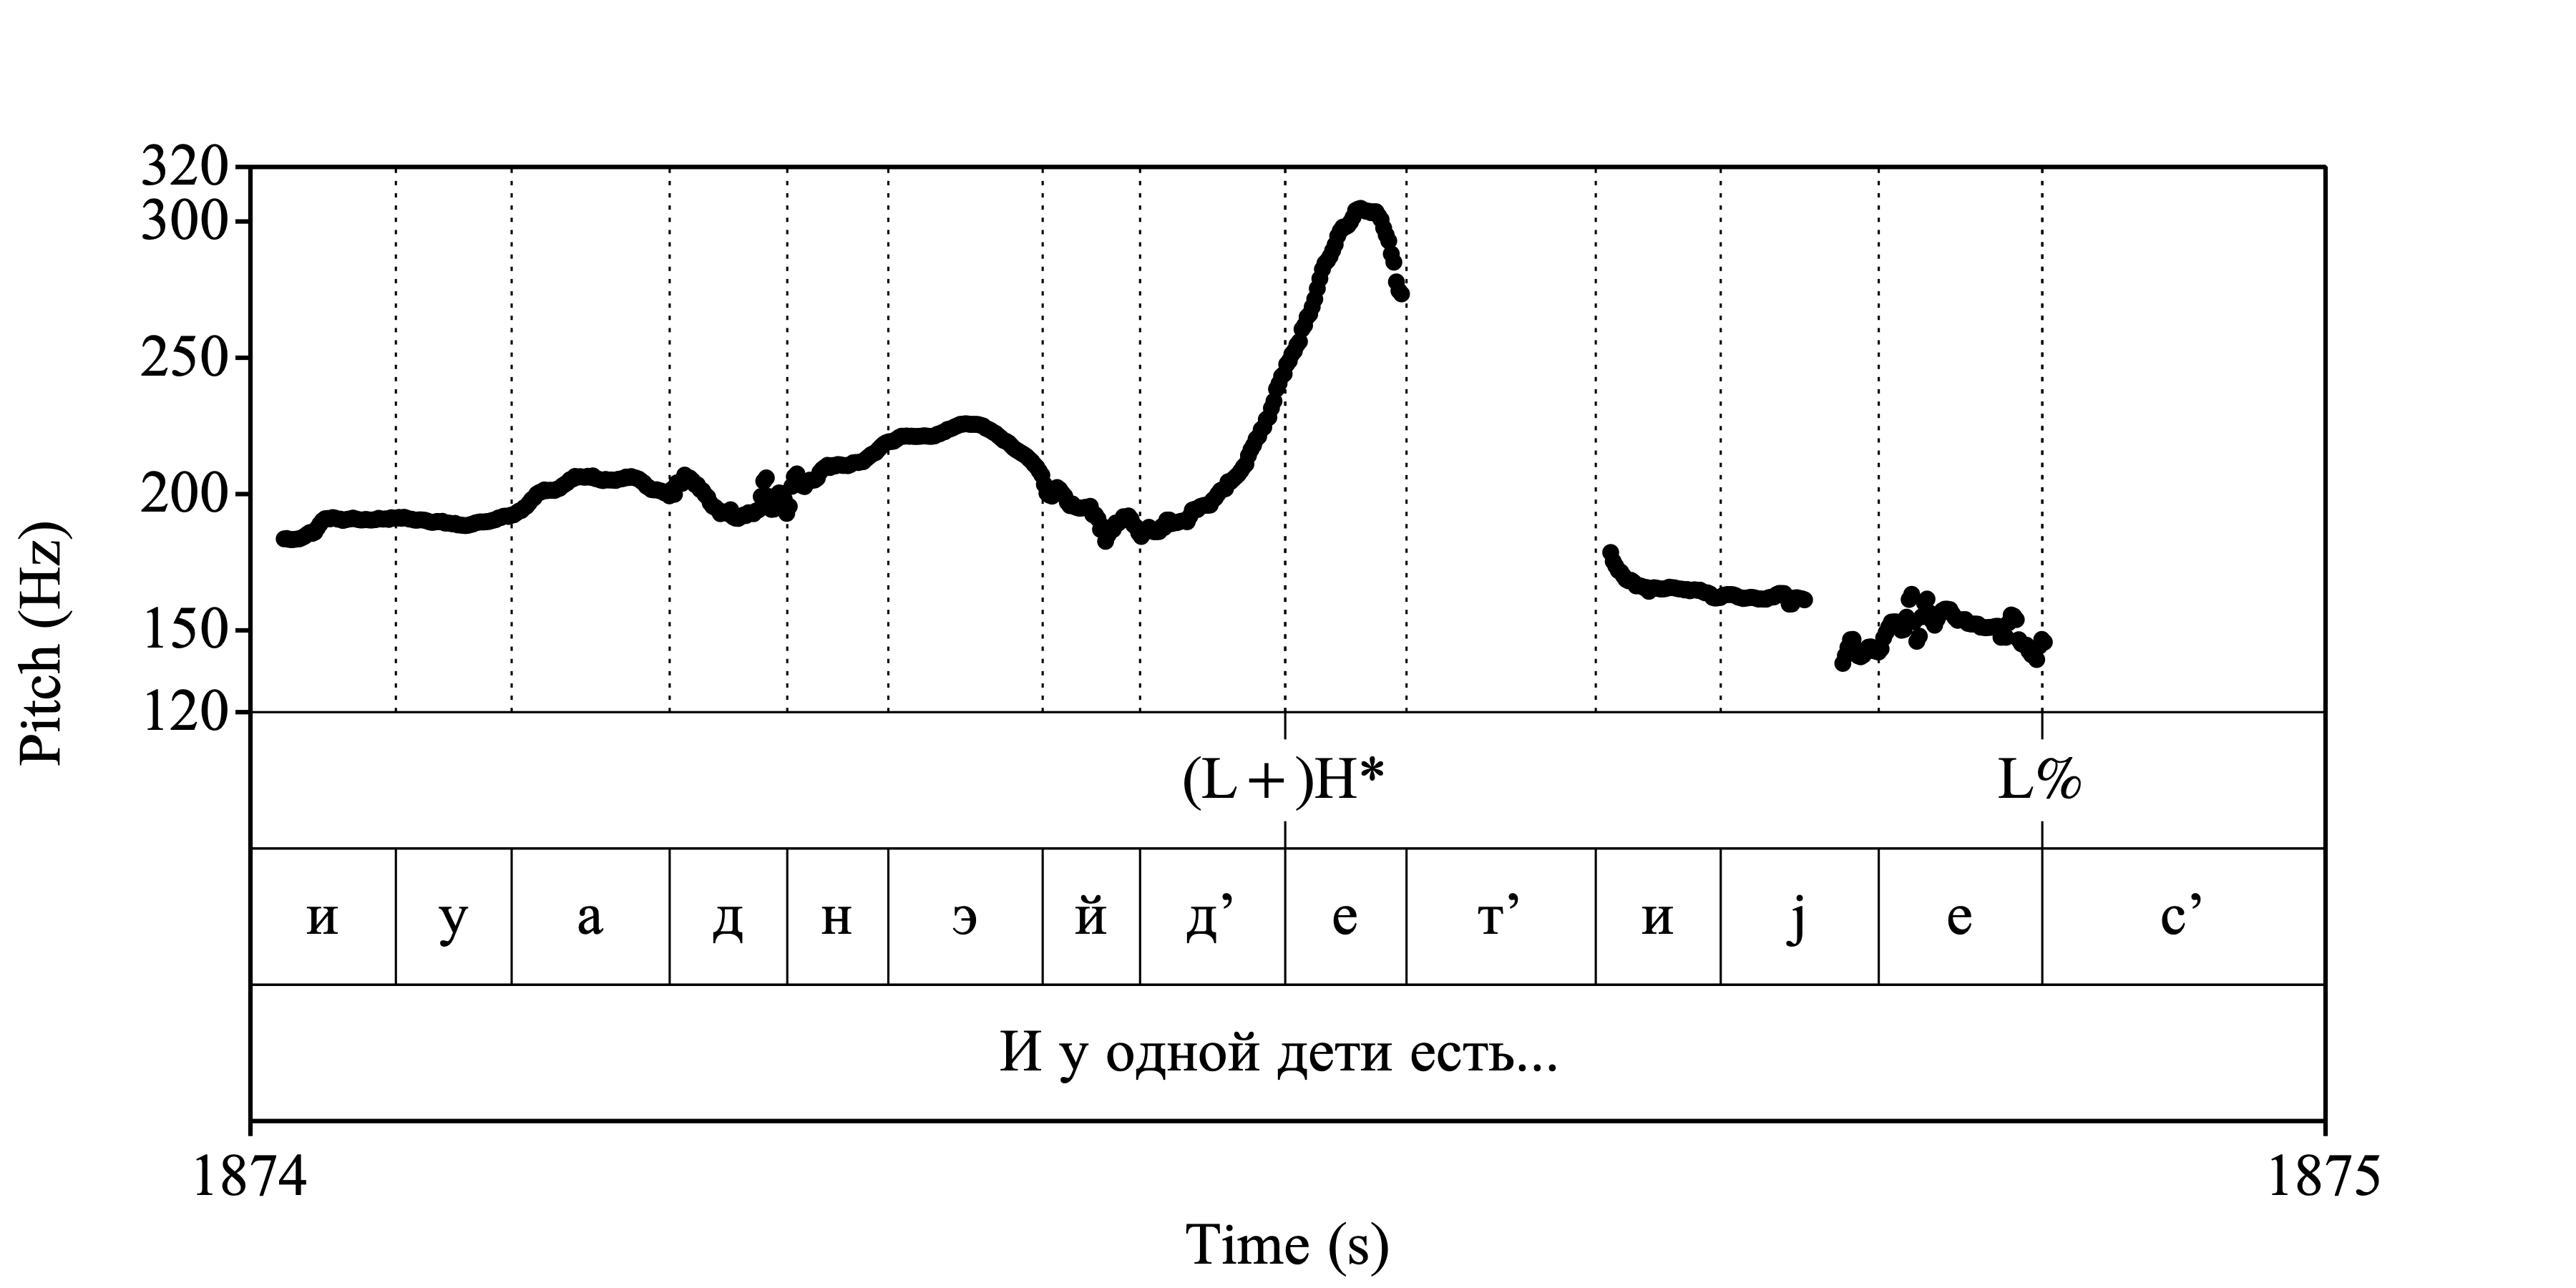 320
300
250
200
150
120
Pitch (Hz)
(L+)H* L%
и у а д н э й д’ е т’ и j е с’
И у одной дети есть...
1874 1875
Time (s)